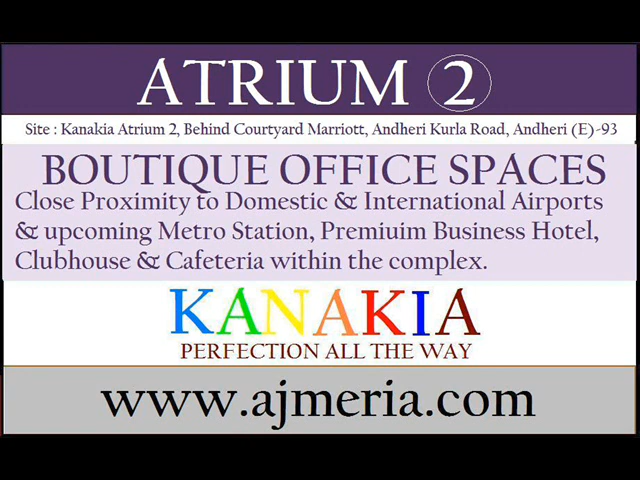 ATRIUM 2
Site : Kanakia Atrium 2, Behind Courtyard Marriott, Andheri Kurla Road, Andheri (E)-93
BOUTIQUE OFFICE SPACES
Close Proximity to Domestic & International Airports
& upcoming Metro Station, Premiuim Business Hotel,
Clubhouse & Cafeteria within the complex.
KANAKIA
PERFECTION ALL THE WAY
www.ajmeria.com